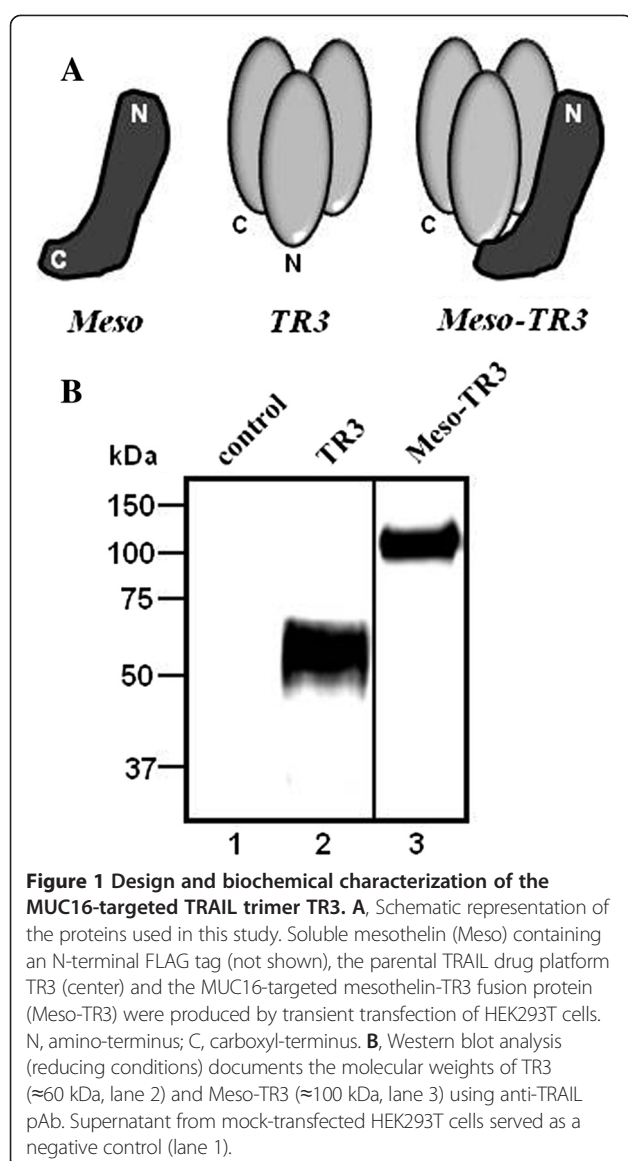 A
N
C
C
N
C
N
Meso
TR3
Meso-TR3
B
control
TR3
Meso-TR3
kDa
150
100
75
50
37
1 2 3
Figure 1 Design and biochemical characterization of the
MUC16-targeted TRAIL trimer TR3. A, Schematic representation of
the proteins used in this study. Soluble mesothelin (Meso) containing
an N-terminal FLAG tag (not shown), the parental TRAIL drug platform
TR3 (center) and the MUC16-targeted mesothelin-TR3 fusion protein
(Meso-TR3) were produced by transient transfection of HEK293T cells.
N, amino-terminus; C, carboxyl-terminus. B, Western blot analysis
(reducing conditions) documents the molecular weights of TR3
(≈60 kDa, lane 2) and Meso-TR3 (≈100 kDa, lane 3) using anti-TRAIL
pAb. Supernatant from mock-transfected HEK293T cells served as a
negative control (lane 1).